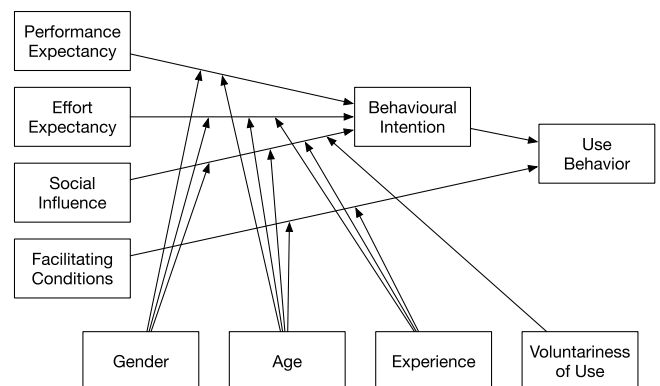 Performance
Expectancy
Effort
Expectancy
Behavioural
Intention
Use
Behavior
Social
Influence
Facilitating
Conditions
Gender
Age
Experience
Voluntariness
of Use